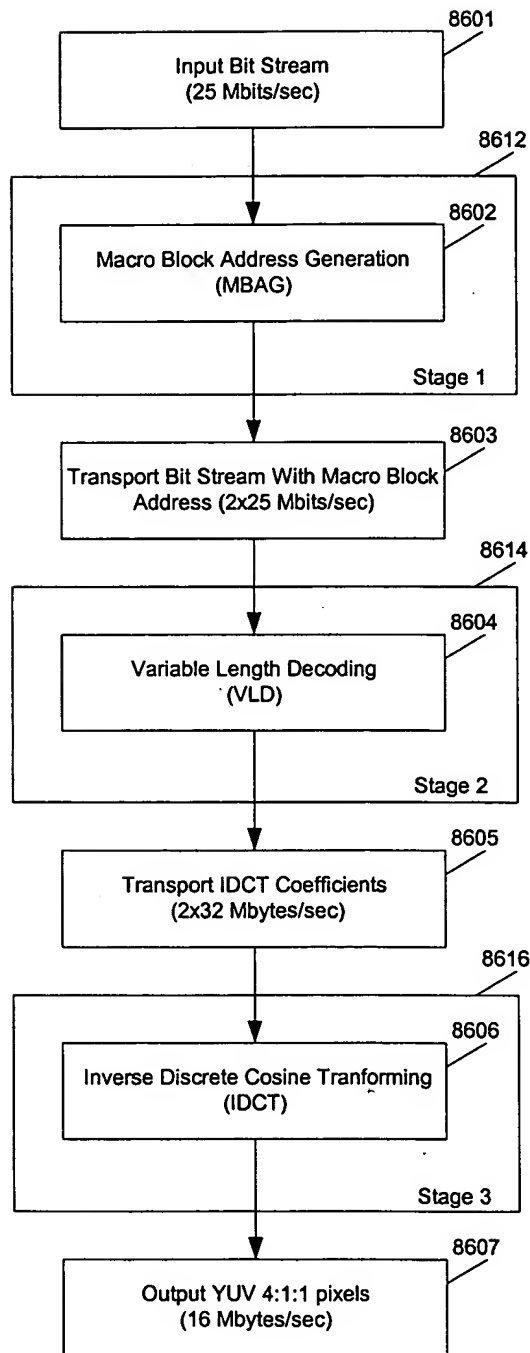 8601
Input Bit Stream
(25 Mbits/sec)
8612
8602
Macro Block Address Generation
(MBAG)
Stage 1
8603
Transport Bit Stream With Macro Block
Address (2x25 Mbits/sec)
8614
8604
Variable Length Decoding
(VLD)
Stage 2
8605
Transport IDCT Coefficients
(2x32 Mbytes/sec)
8616
8606
Inverse Discrete Cosine Tranforming
(IDCT)
Stage 3
8607
Output YUV 4:1:1 pixels
(16 Mbytes/sec)